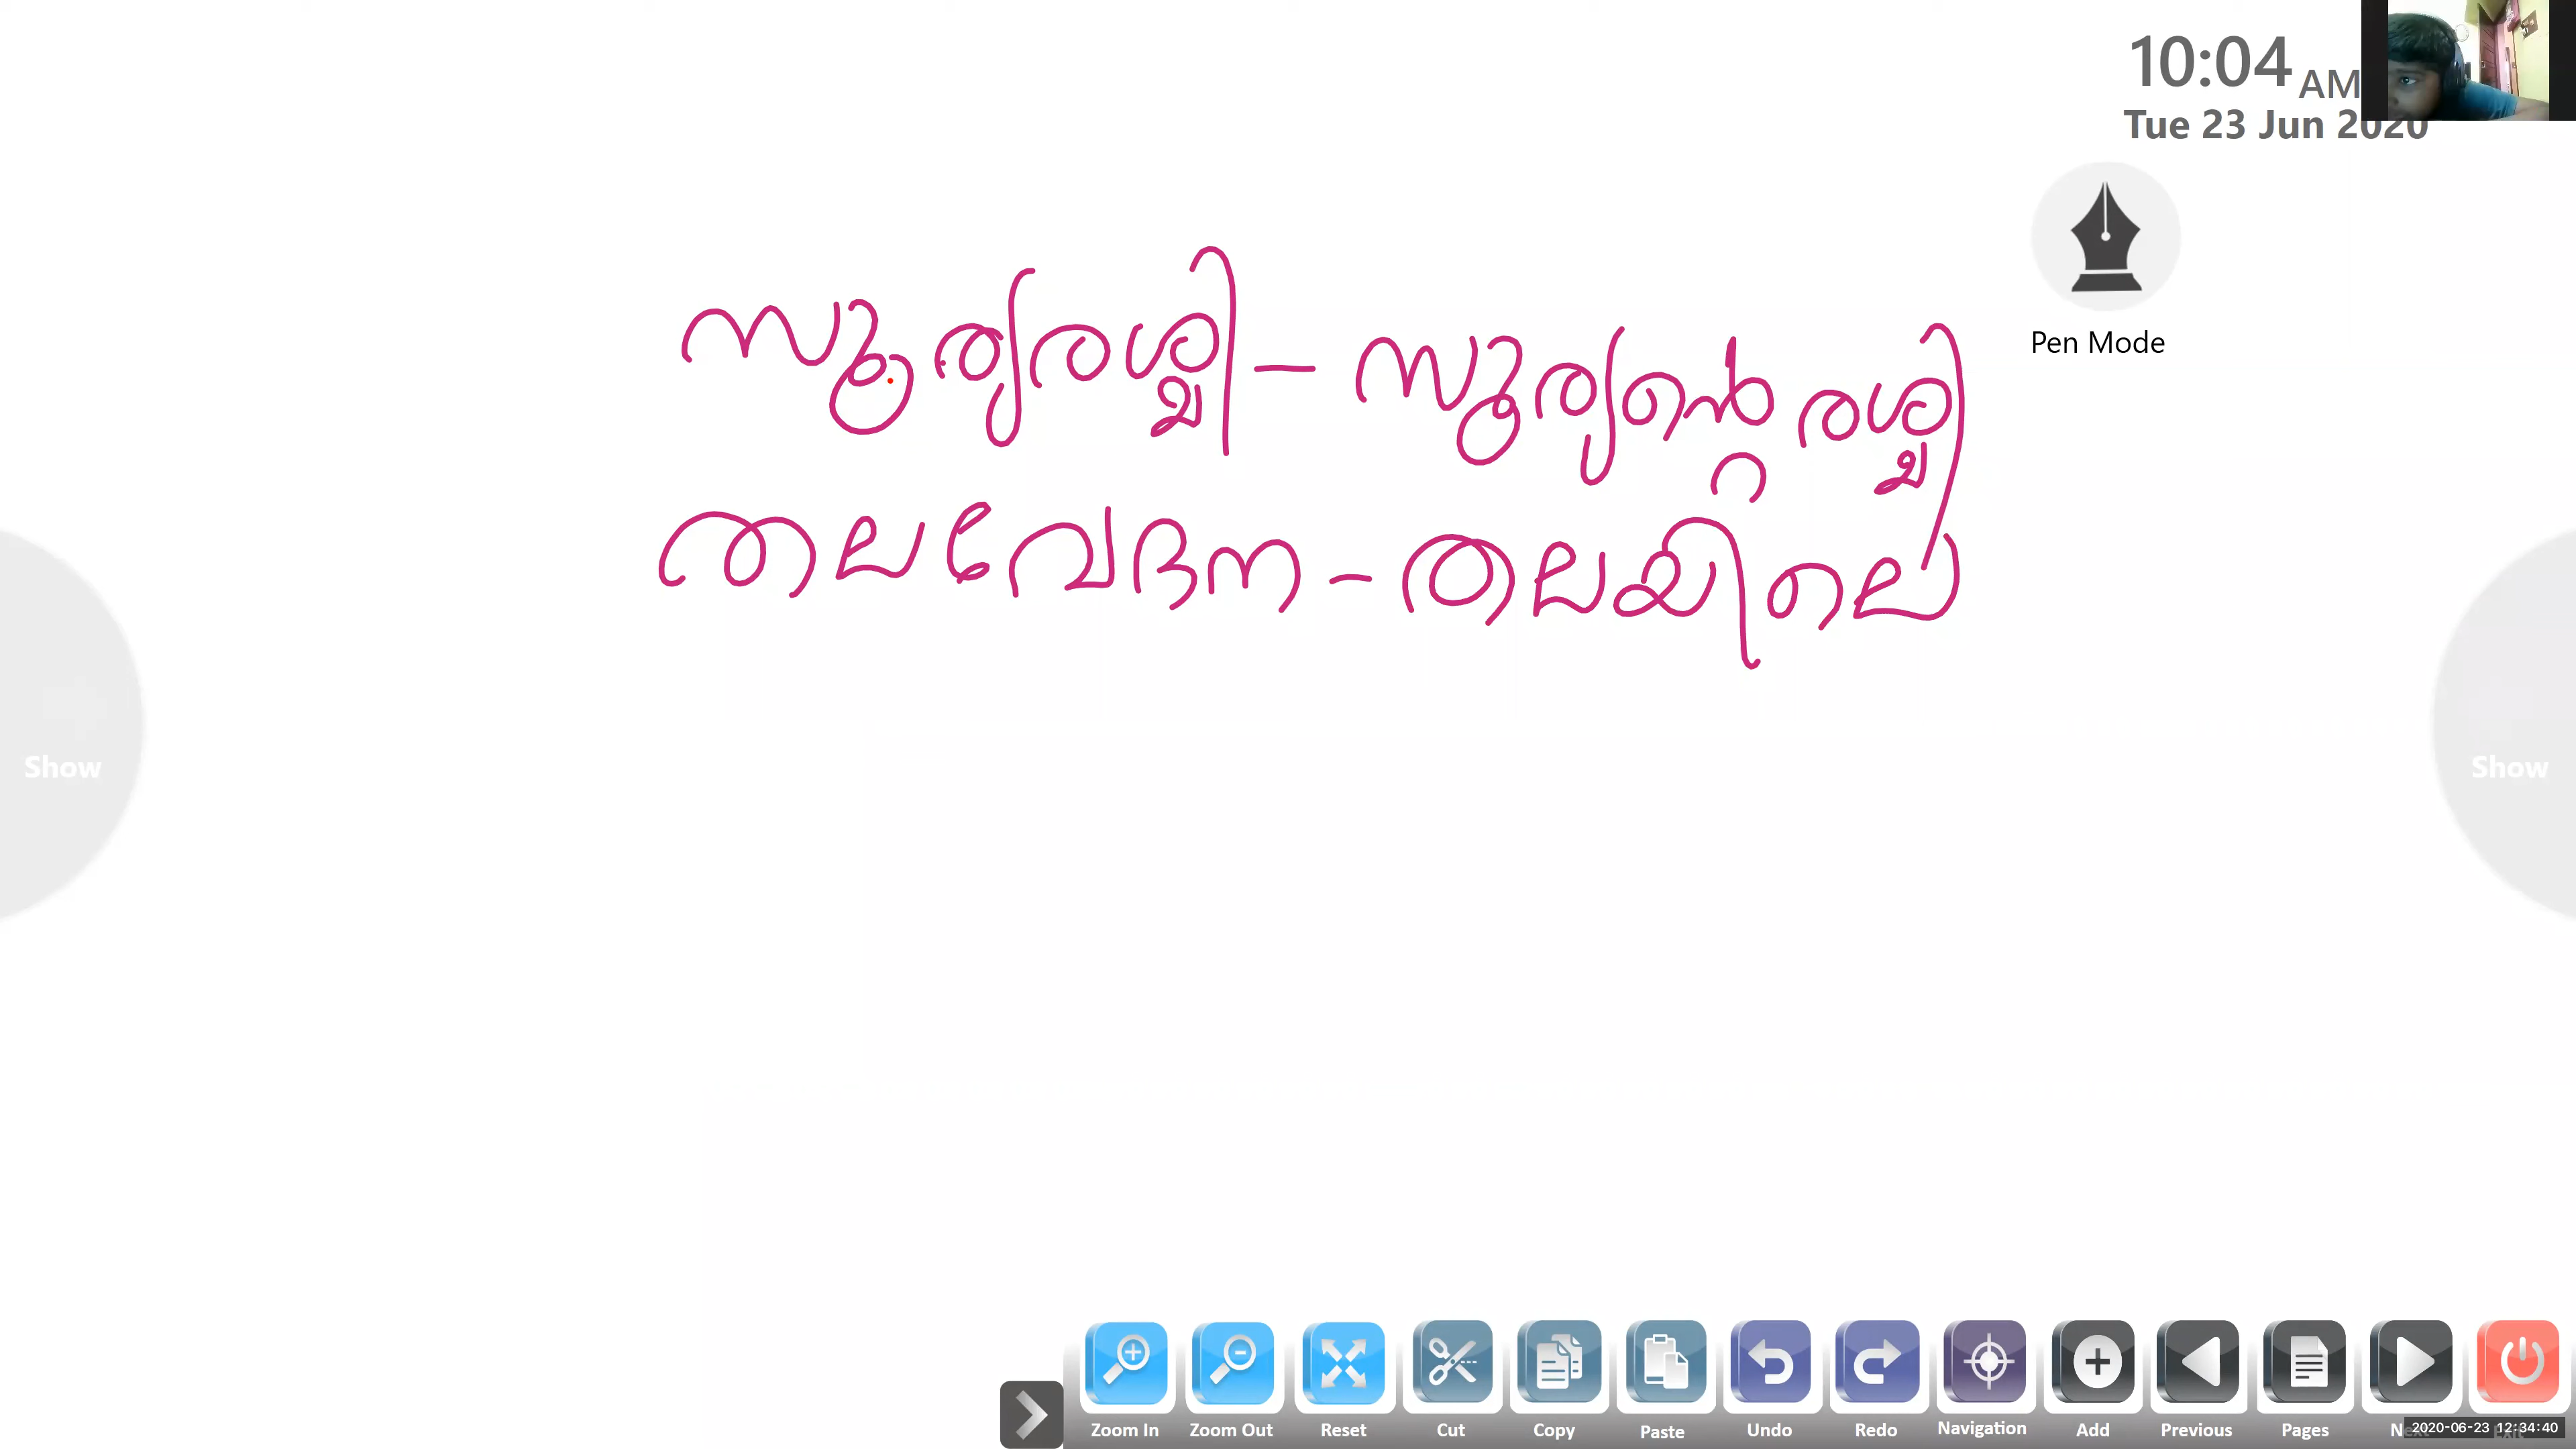 10:04 AM
Tue 23 Jun 2020
Pen Mode
സൂര്യരശ്മി - സൂര്യന്റെ രശ്മി
തലവേദന - തലയിലെ
Show
Show
Zoom In Zoom Out Reset Cut Copy Paste Undo Redo Navigation Add Previous Pages
2020-06-23 12:34:40